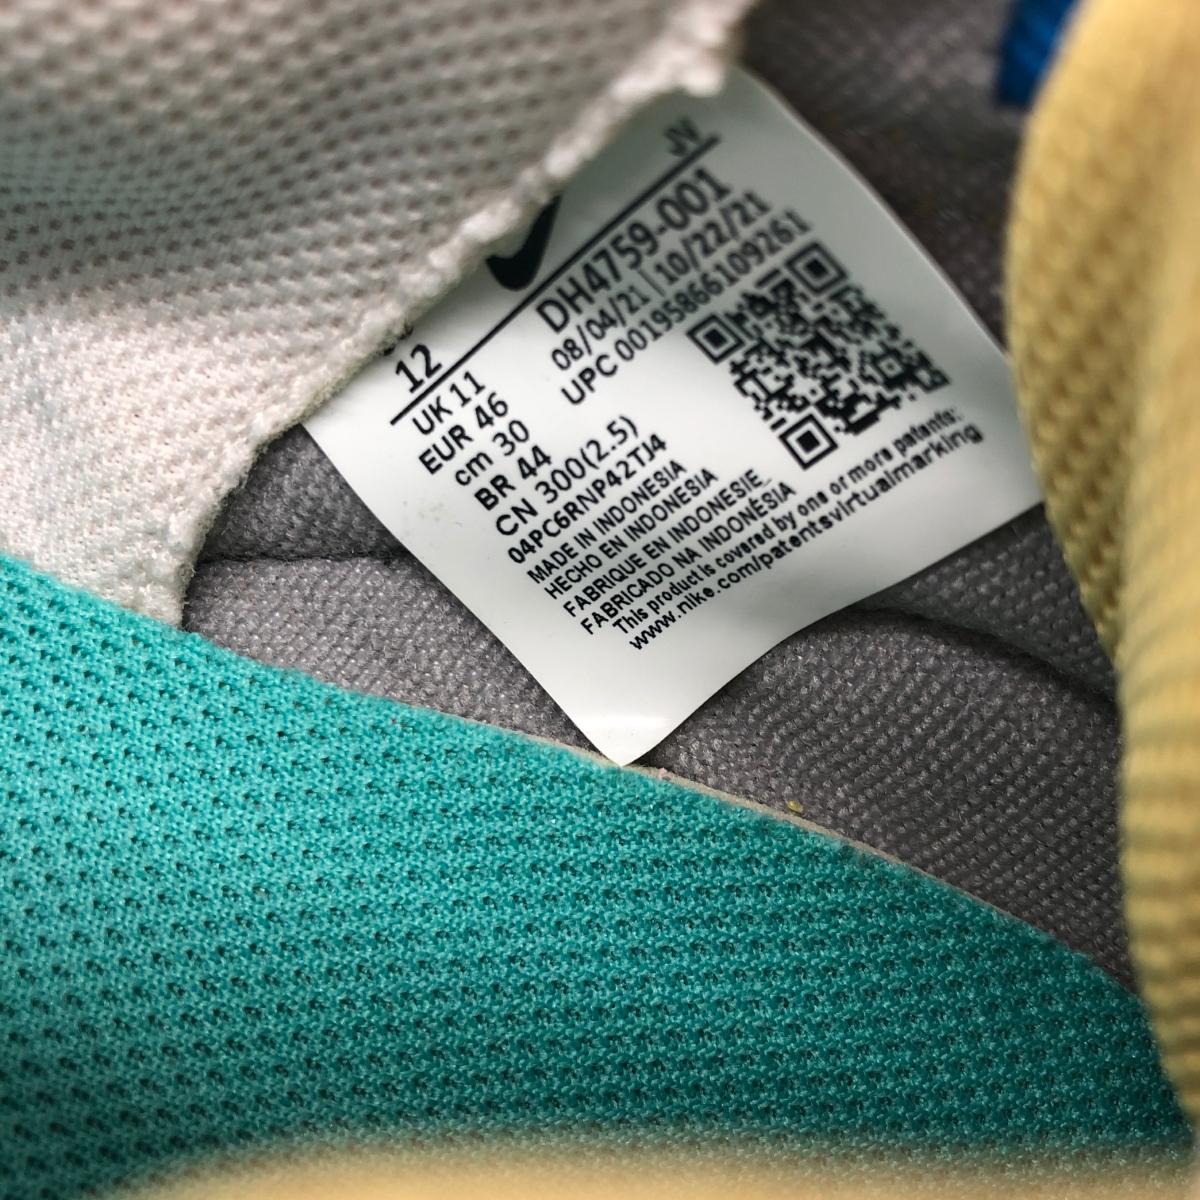 JV
12
UK 11
EUR 46
cm 30
BR 44
CN 300(2.5)
DH4759-001
08/04/21 | 10/22/21
UPC 00195866109261
04PC6RNP42TJ4
MADE IN INDONESIA
HECHO EN INDONESIA
FABRIQUE EN INDONESIE
FABRICADO NA INDONÉSIA
This product is covered by one or more patents:
www.nike.com/patentsvirtualmarking